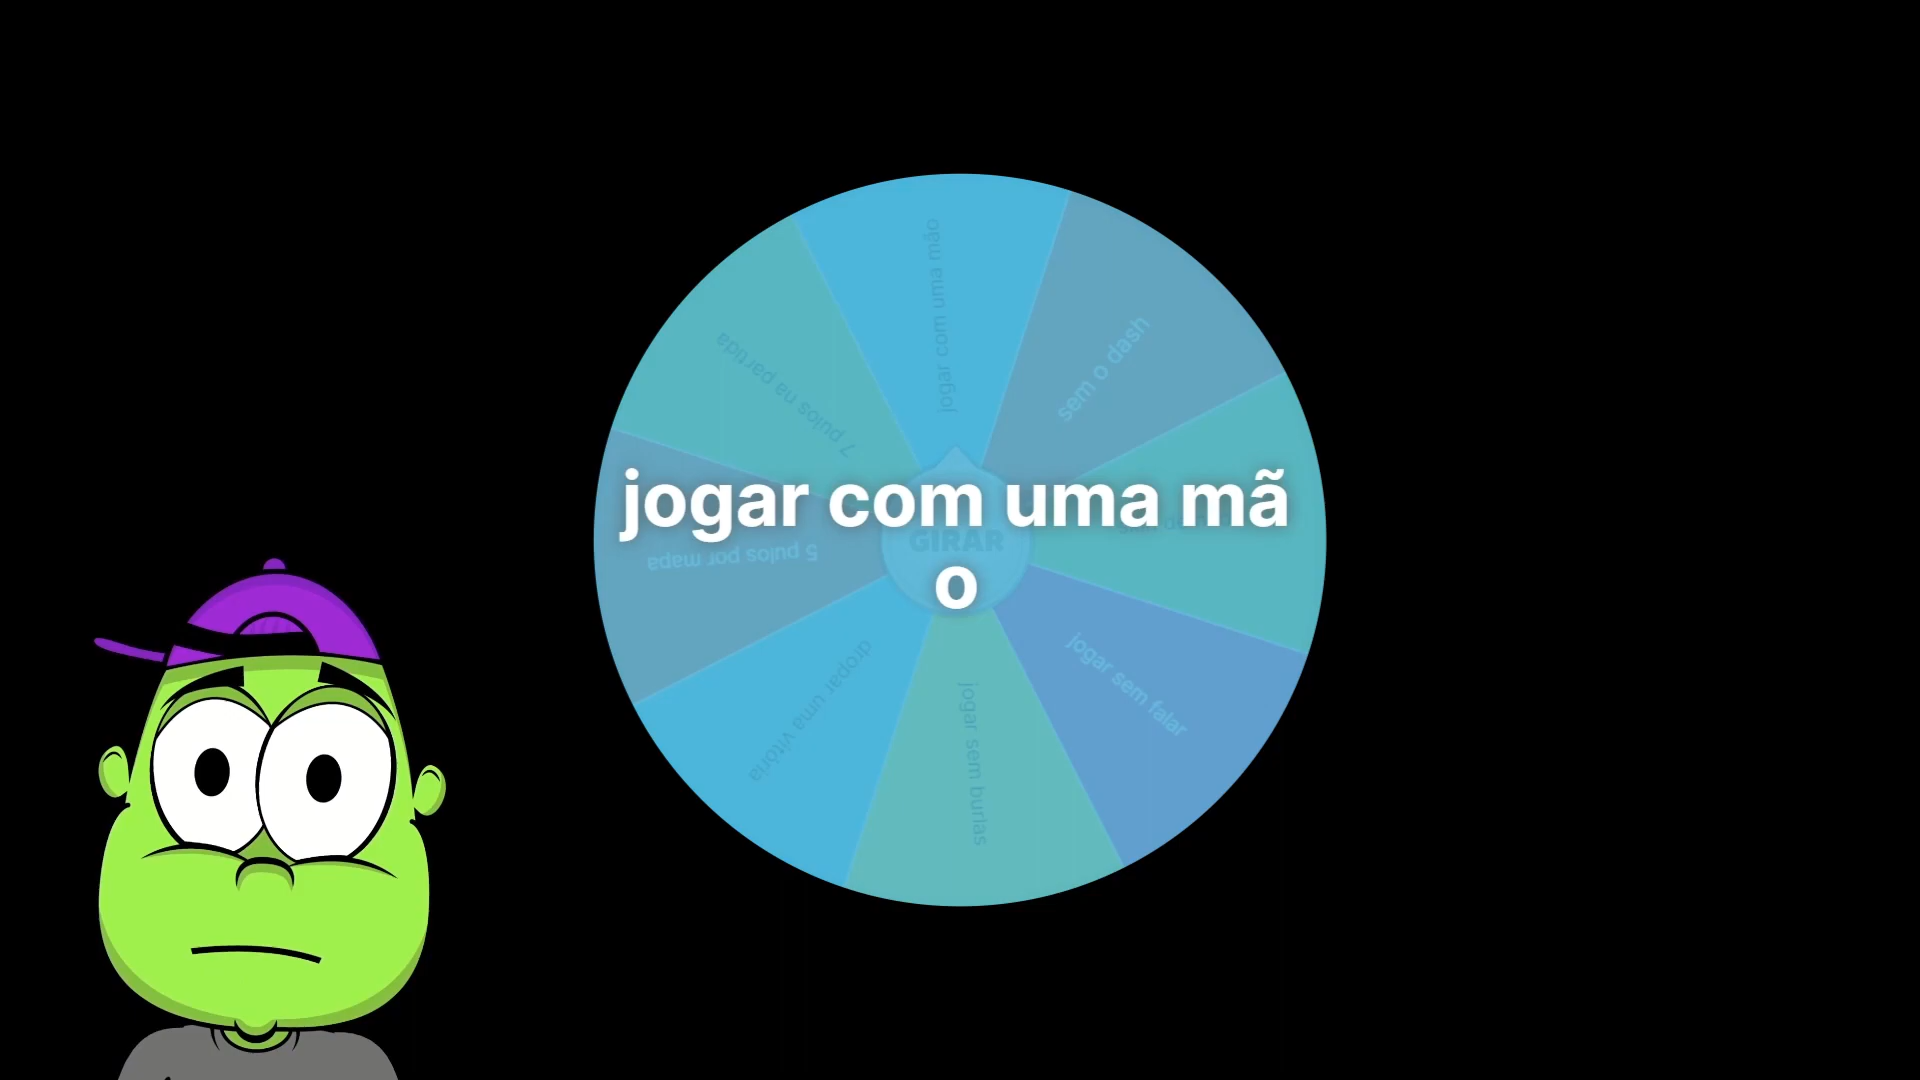 jogar com uma mão
sem o dash
7 pulos na partida
jogar com uma mã
o
GIRAR
5 pulos por mapa
jogar sem falar
dropar uma vitória
jogar sem burlas